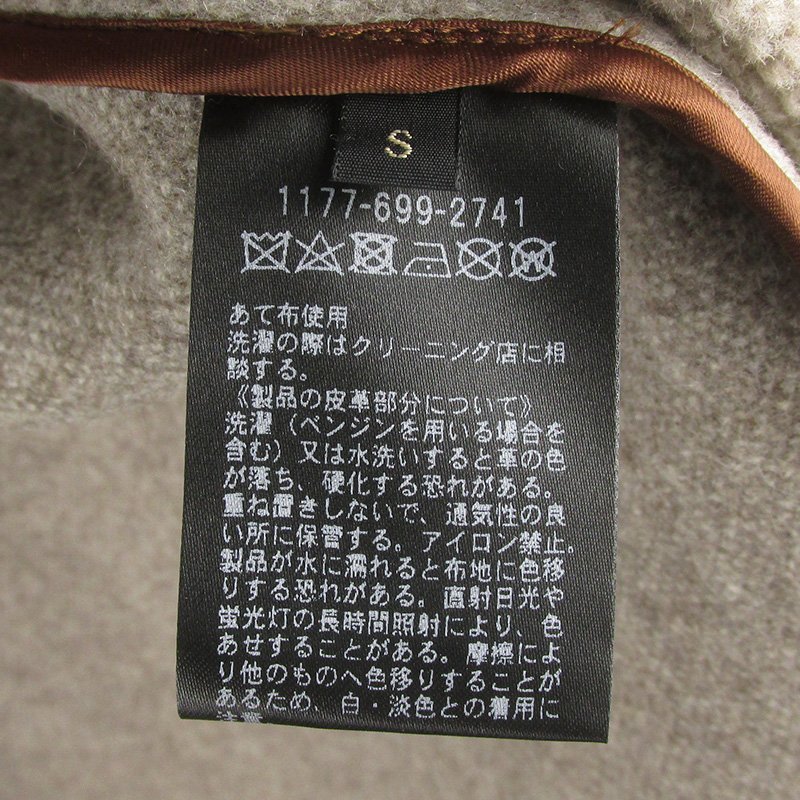 S
1177-699-2741
あて布使用
洗濯の際はクリーニング店に相
談する。
《製品の皮革部分について》
洗濯（ベンジンを用いる場合を
含む）又は水洗いすると革の色
が落ち、硬化する恐れがある。
重ね置きしないで、通気性の良
い所に保管する。アイロン禁止。
製品が水に濡れると布地に色移
りする恐れがある。直射日光や
蛍光灯の長時間照射により、色
あせすることがある。摩擦によ
り他のものへ色移りすることが
あるため、白・淡色との着用に